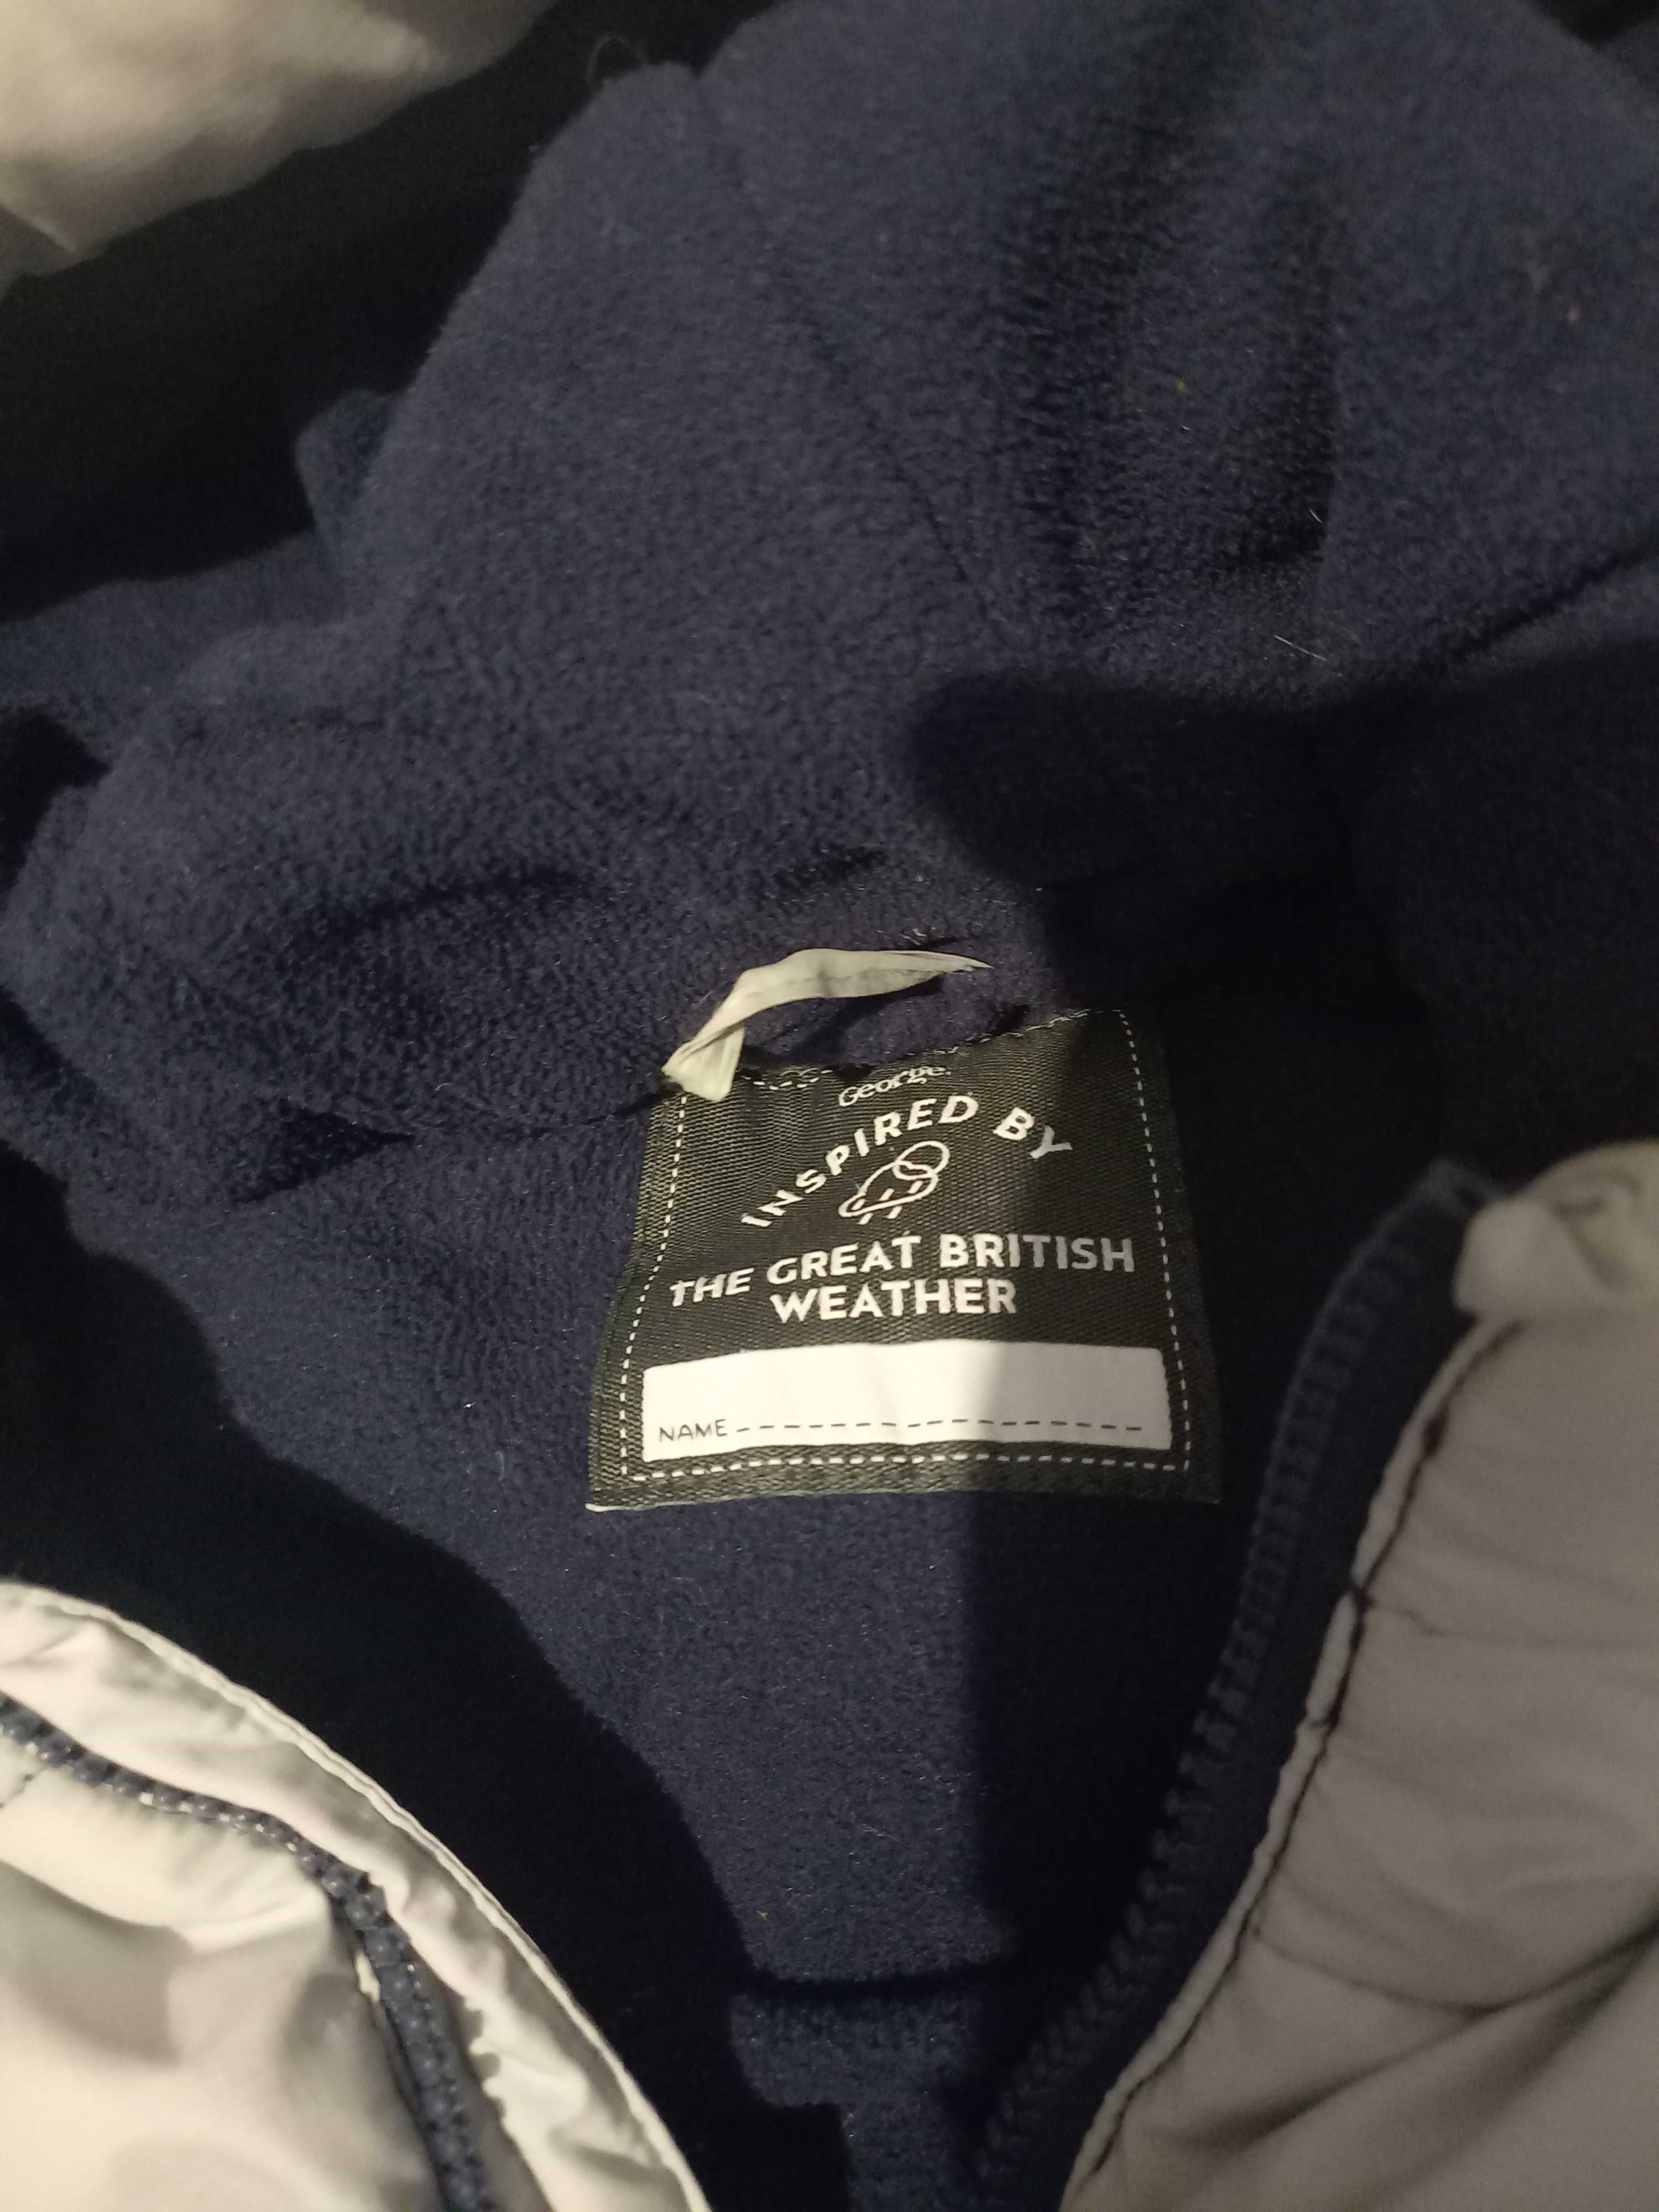 George.
INSPIRED BY
THE GREAT BRITISH
WEATHER
NAME